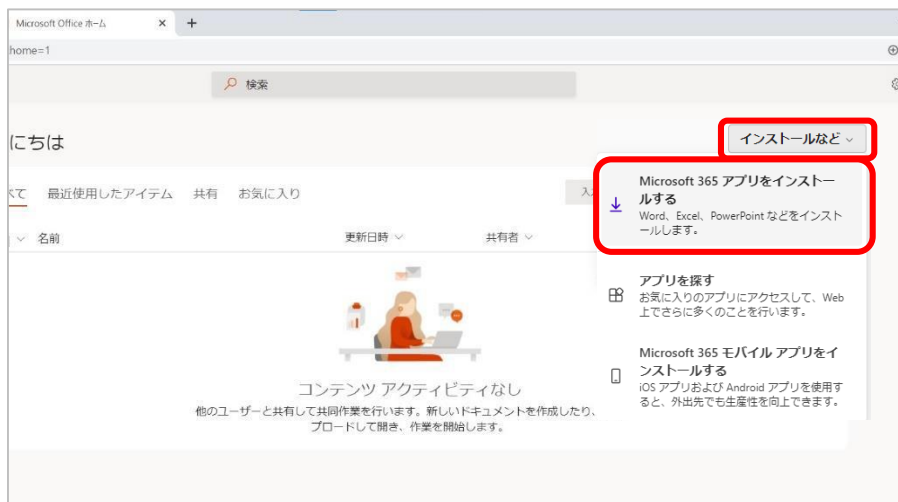 Microsoft Office ホーム
home=1
検索
にちは
インストールなど
Microsoft 365 アプリをインストー
ルする
Word、Excel、PowerPoint などをインスト
ールします。
べて 最近使用したアイテム 共有 お気に入り
名前 更新日時 共有者
アプリを探す
お気に入りのアプリにアクセスして、Web
上でさらに多くのことを行います。
Microsoft 365 モバイル アプリをイ
ンストールする
iOS アプリおよび Android アプリを使用す
ると、外出先でも生産性を向上できます。
コンテンツ アクティビティなし
他のユーザーと共有して共同作業を行います。新しいドキュメントを作成したり、
プロードして開き、作業を開始します。